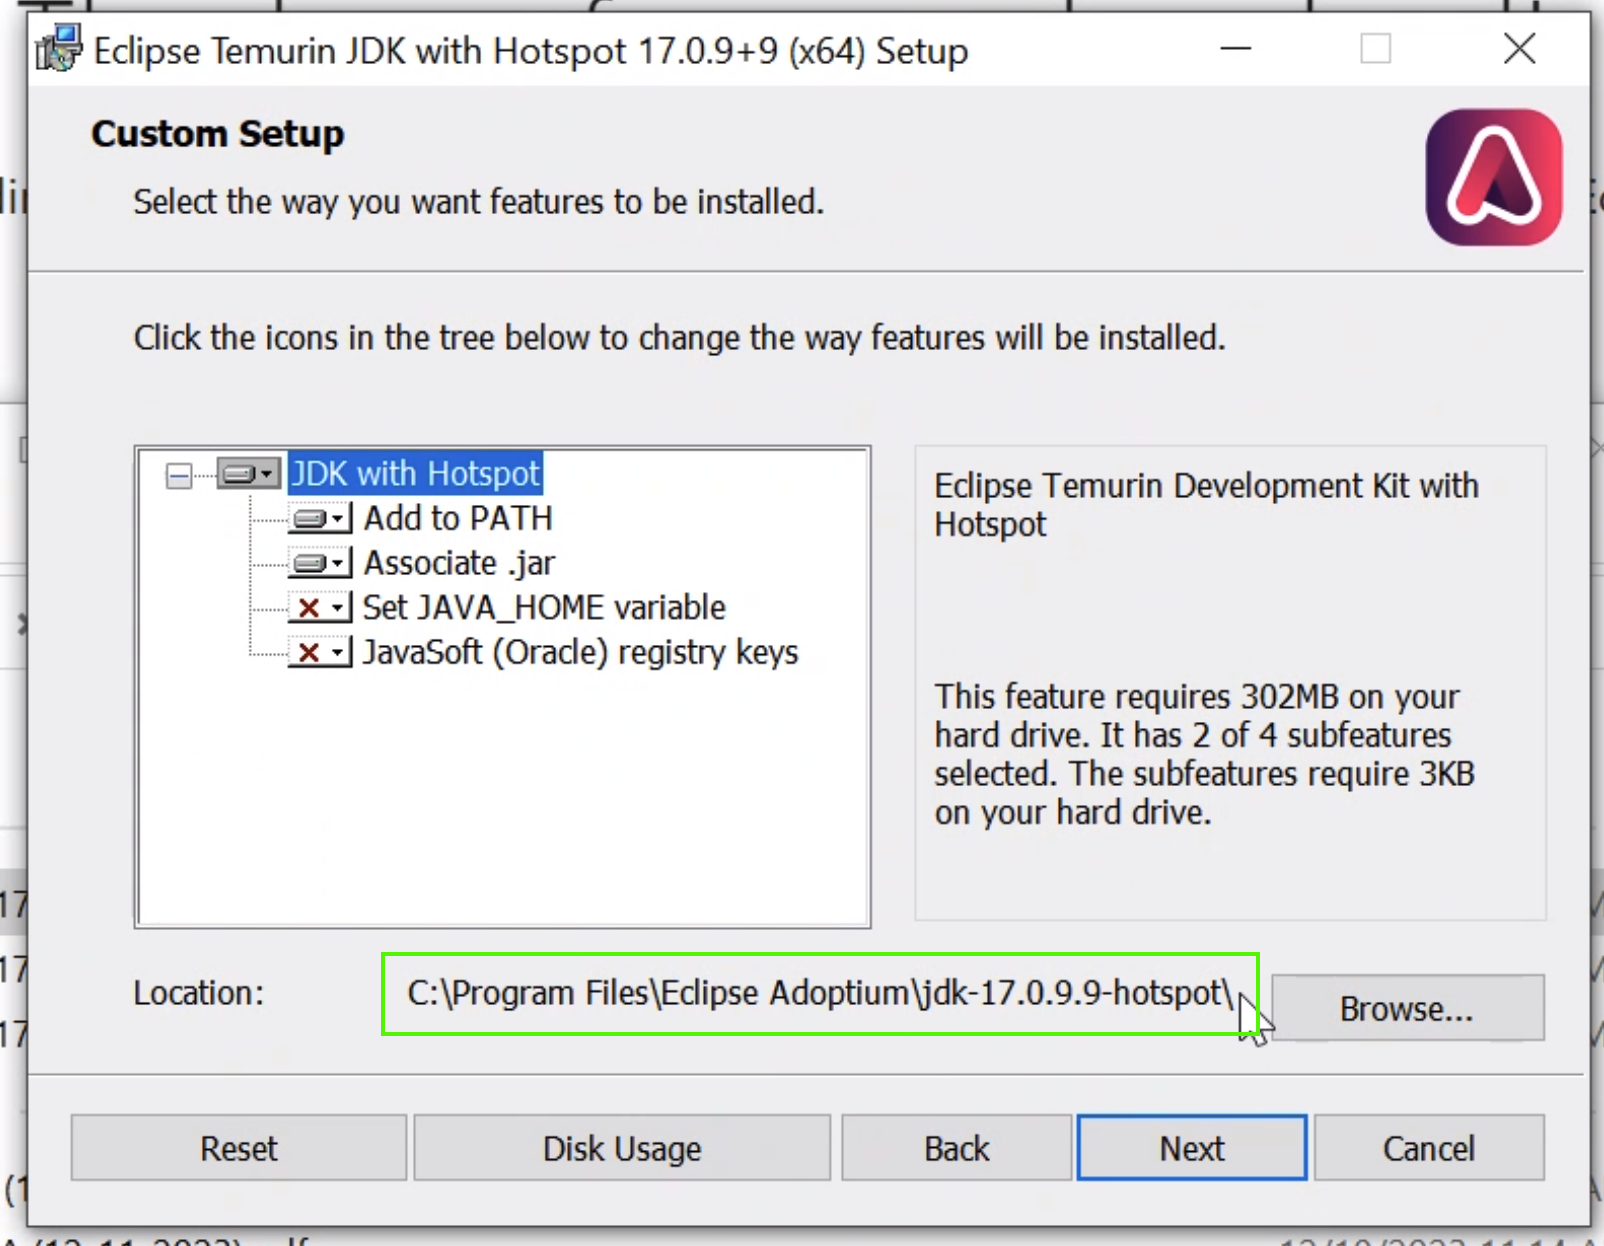 Eclipse Temurin JDK with Hotspot 17.0.9+9 (x64) Setup
Custom Setup
Select the way you want features to be installed.
Click the icons in the tree below to change the way features will be installed.
JDK with Hotspot
Add to PATH
Associate .jar
Set JAVA_HOME variable
JavaSoft (Oracle) registry keys
Eclipse Temurin Development Kit with
Hotspot
This feature requires 302MB on your
hard drive. It has 2 of 4 subfeatures
selected. The subfeatures require 3KB
on your hard drive.
Location:
C:\Program Files\Eclipse Adoptium\jdk-17.0.9.9-hotspot\
Browse...
Reset
Disk Usage
Back
Next
Cancel
17
17
17